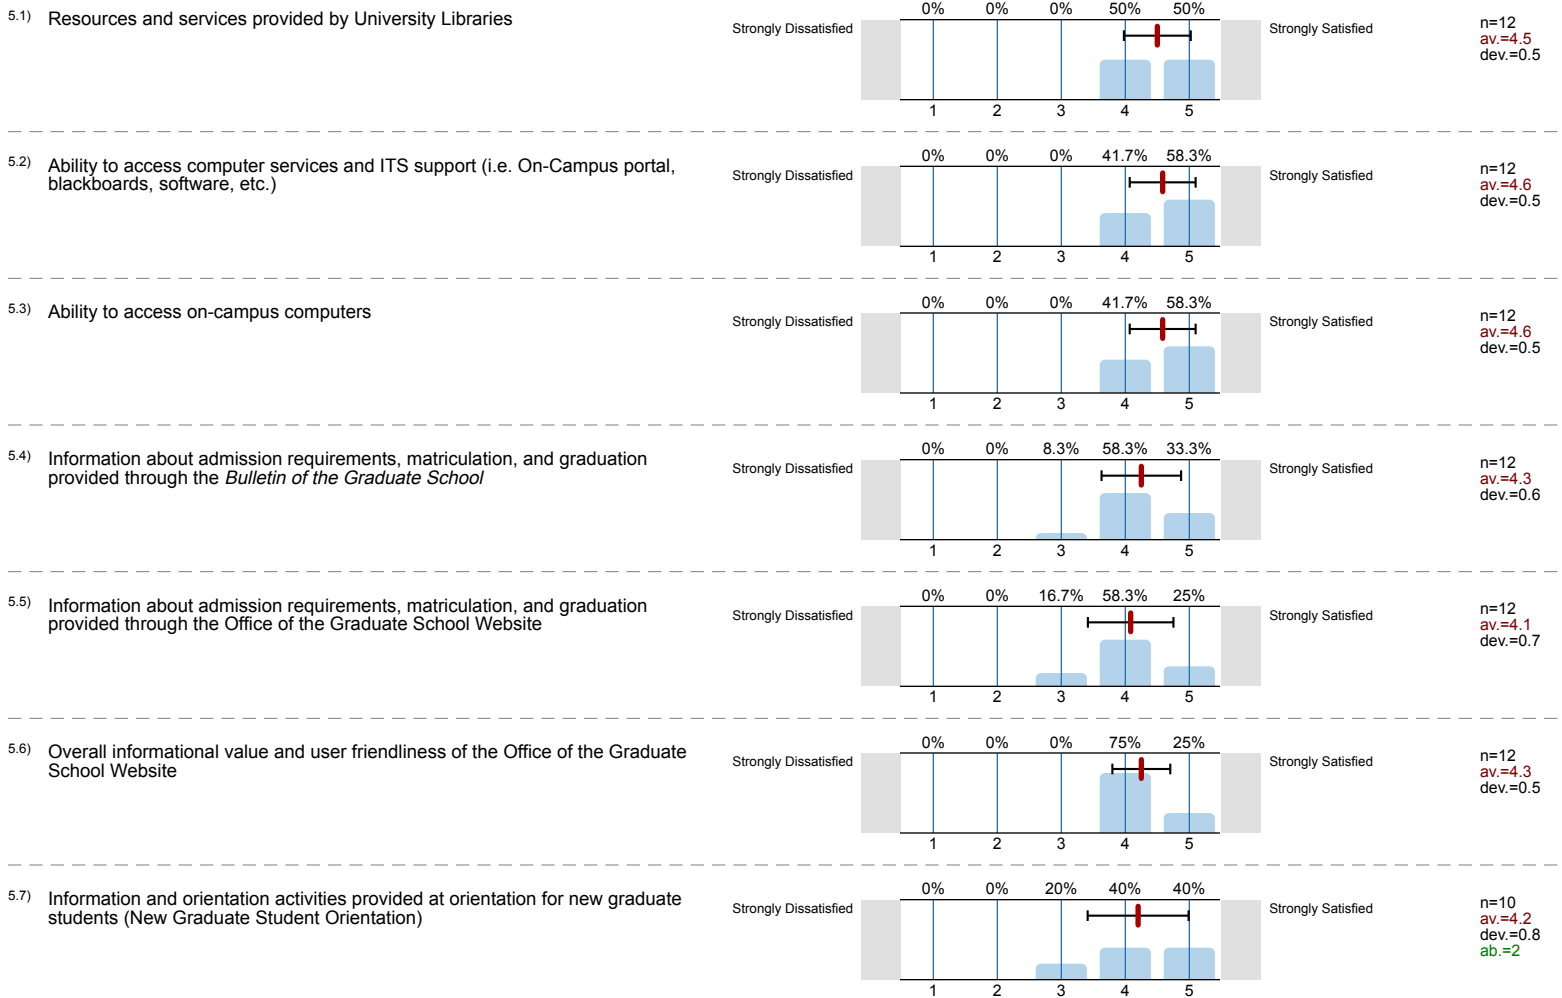 5.1) Resources and services provided by University Libraries
Strongly Dissatisfied
0% 0% 0% 50% 50%
Strongly Satisfied
n=12
av.=4.5
dev.=0.5
1 2 3 4 5
5.2) Ability to access computer services and ITS support (i.e. On-Campus portal,
blackboards, software, etc.)
Strongly Dissatisfied
0% 0% 0% 41.7% 58.3%
Strongly Satisfied
n=12
av.=4.6
dev.=0.5
1 2 3 4 5
5.3) Ability to access on-campus computers
Strongly Dissatisfied
0% 0% 0% 41.7% 58.3%
Strongly Satisfied
n=12
av.=4.6
dev.=0.5
1 2 3 4 5
5.4) Information about admission requirements, matriculation, and graduation
provided through the Bulletin of the Graduate School
Strongly Dissatisfied
0% 0% 8.3% 58.3% 33.3%
Strongly Satisfied
n=12
av.=4.3
dev.=0.6
1 2 3 4 5
5.5) Information about admission requirements, matriculation, and graduation
provided through the Office of the Graduate School Website
Strongly Dissatisfied
0% 0% 16.7% 58.3% 25%
Strongly Satisfied
n=12
av.=4.1
dev.=0.7
1 2 3 4 5
5.6) Overall informational value and user friendliness of the Office of the Graduate
School Website
Strongly Dissatisfied
0% 0% 0% 75% 25%
Strongly Satisfied
n=12
av.=4.3
dev.=0.5
1 2 3 4 5
5.7) Information and orientation activities provided at orientation for new graduate
students (New Graduate Student Orientation)
Strongly Dissatisfied
0% 0% 20% 40% 40%
Strongly Satisfied
n=10
av.=4.2
dev.=0.8
ab.=2
1 2 3 4 5